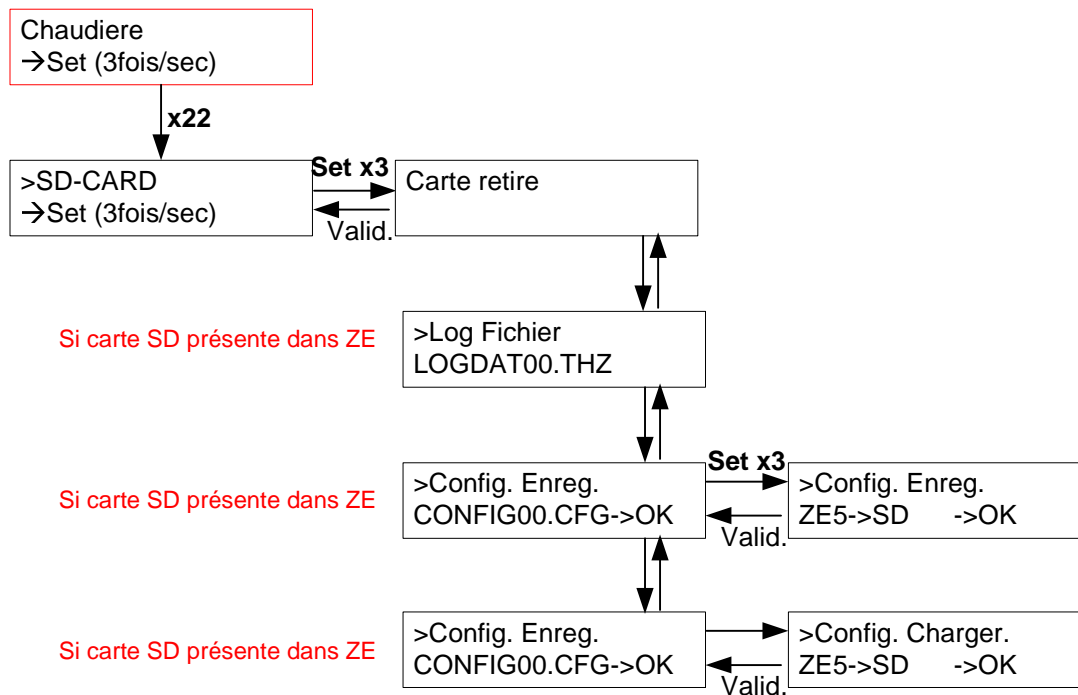 Chaudiere
→Set (3fois/sec)
x22
>SD-CARD
→Set (3fois/sec)
Set x3
Valid.
Carte retire
Si carte SD présente dans ZE
>Log Fichier
LOGDAT00.THZ
Si carte SD présente dans ZE
>Config. Enreg.
CONFIG00.CFG->OK
Set x3
Valid.
>Config. Enreg.
ZE5->SD ->OK
Si carte SD présente dans ZE
>Config. Enreg.
CONFIG00.CFG->OK
Valid.
>Config. Charger.
ZE5->SD ->OK